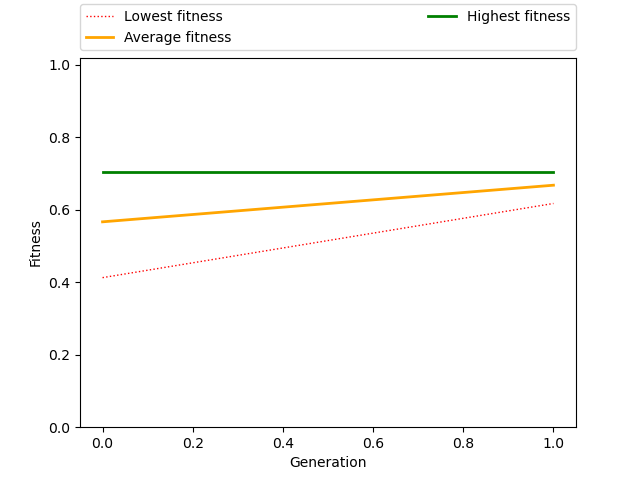 Lowest fitness
Average fitness
Highest fitness
1.0
0.8
0.6
0.4
0.2
0.0
Fitness
0.0 0.2 0.4 0.6 0.8 1.0
Generation